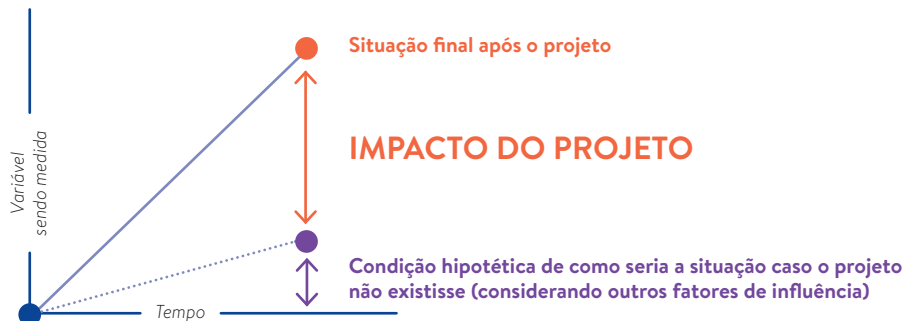 Situação final após o projeto
IMPACTO DO PROJETO
Variável
sendo medida
Condição hipotética de como seria a situação caso o projeto
não existisse (considerando outros fatores de influência)
Tempo